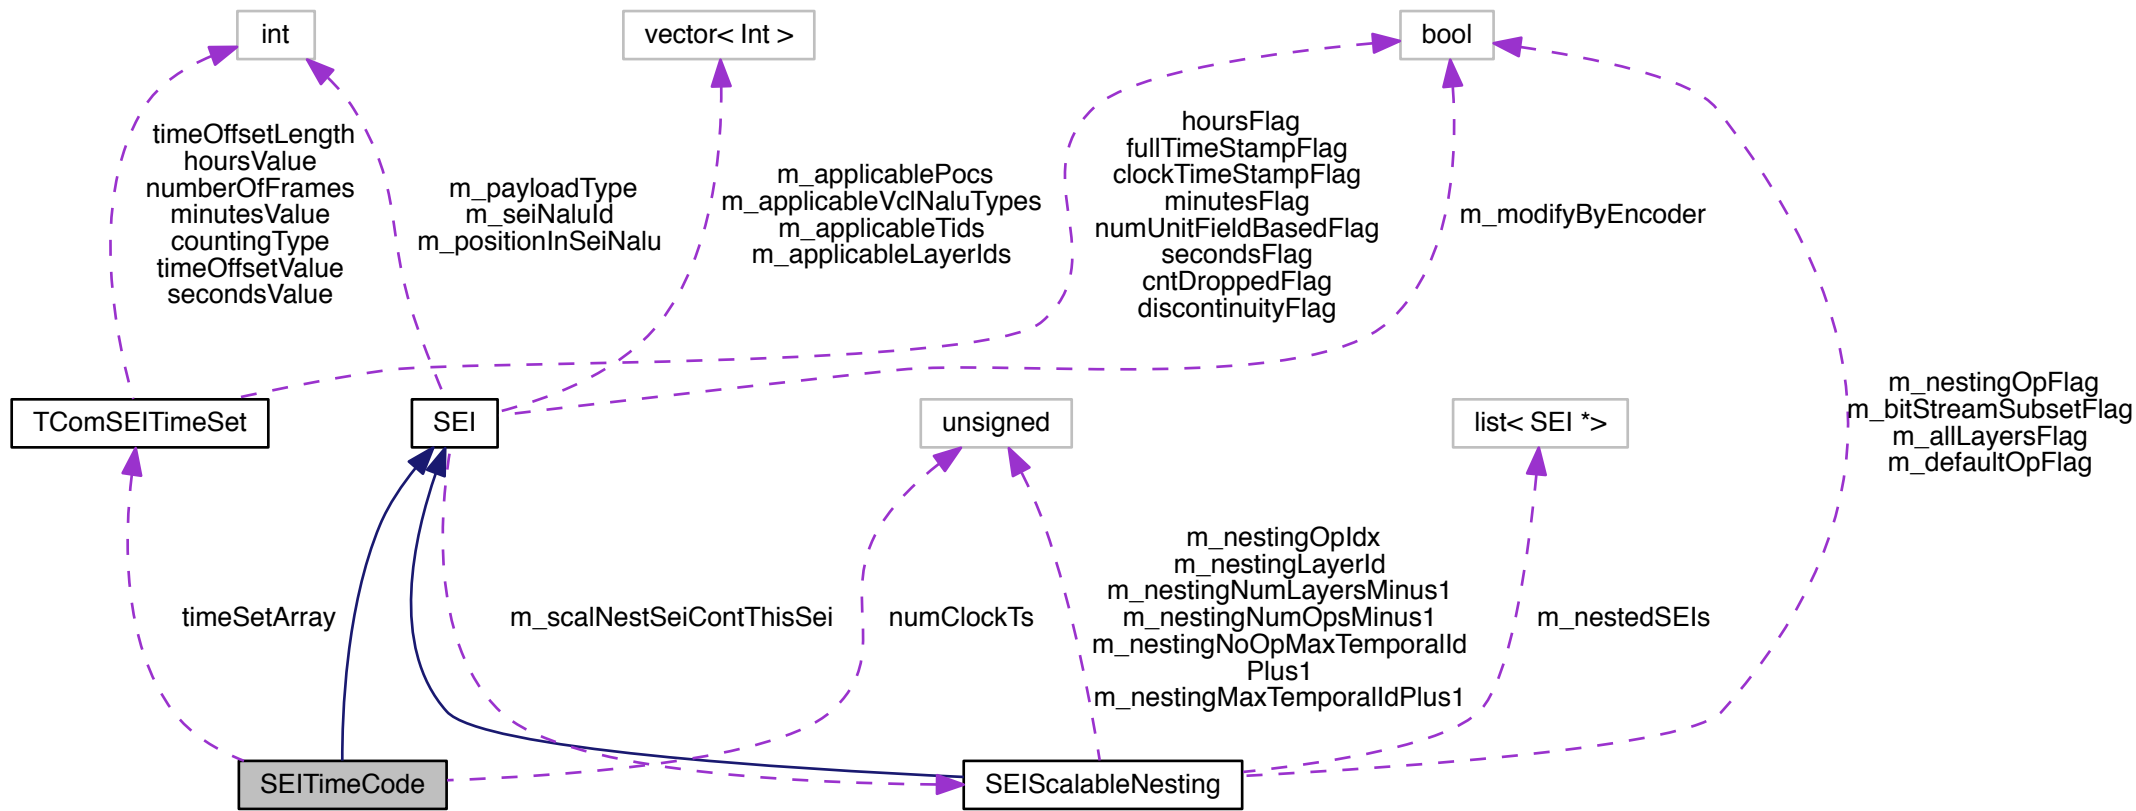 int
vector< Int >
bool
timeOffsetLength
hoursValue
numberOfFrames
minutesValue
countingType
timeOffsetValue
secondsValue
m_payloadType
m_seiNaluId
m_positionInSeiNalu
m_applicablePocs
m_applicableVclNaluTypes
m_applicableTids
m_applicableLayerIds
hoursFlag
fullTimeStampFlag
clockTimeStampFlag
minutesFlag
numUnitFieldBasedFlag
secondsFlag
cntDroppedFlag
discontinuityFlag
m_modifyByEncoder
TComSEITimeSet
SEI
unsigned
list< SEI *>
m_nestingOpFlag
m_bitStreamSubsetFlag
m_allLayersFlag
m_defaultOpFlag
timeSetArray
m_scalNestSeiContThisSei
numClockTs
m_nestingOpIdx
m_nestingLayerId
m_nestingNumLayersMinus1
m_nestingNumOpsMinus1
m_nestingNoOpMaxTemporalId
Plus1
m_nestingMaxTemporalIdPlus1
m_nestedSEIs
SEITimeCode
SEIScalableNesting